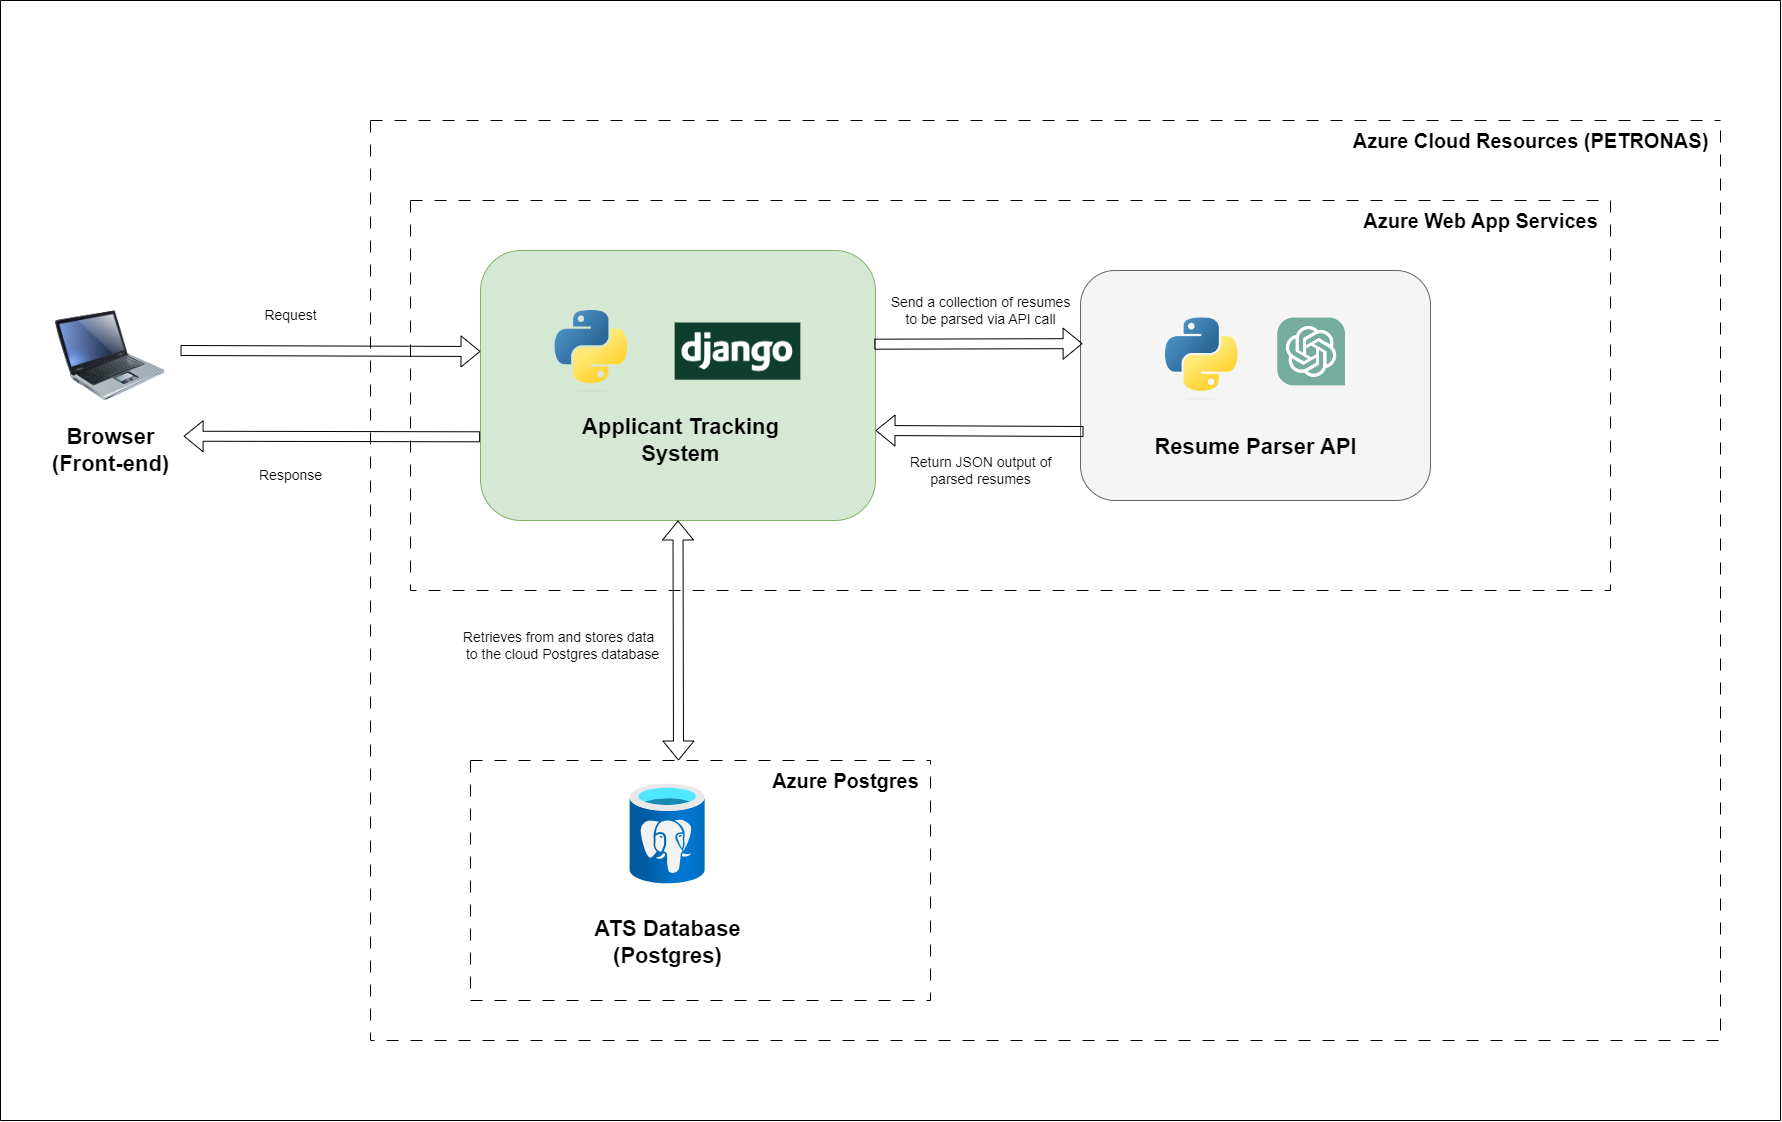 Azure Cloud Resources (PETRONAS)
Azure Web App Services
Request
Browser
(Front-end)
Response
django
Applicant Tracking
System
Send a collection of resumes
to be parsed via API call
Return JSON output of
parsed resumes
Resume Parser API
Retrieves from and stores data
to the cloud Postgres database
Azure Postgres
ATS Database
(Postgres)